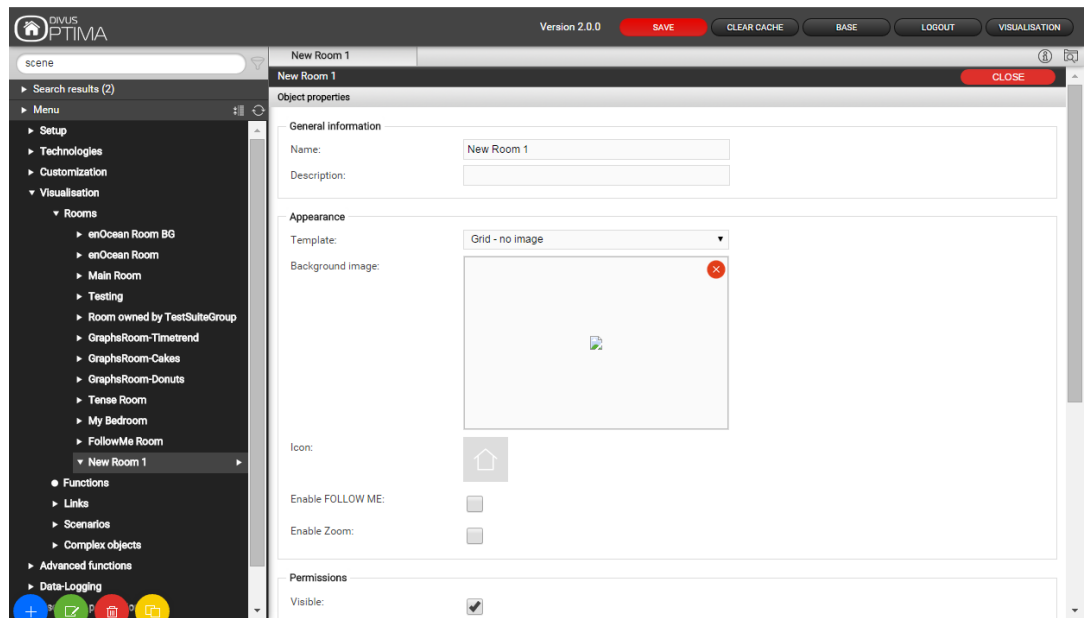 DIVUS
OPTIMA
Version 2.0.0
SAVE
CLEAR CACHE
BASE
LOGOUT
VISUALISATION
scene
Search results (2)
Menu
Setup
Technologies
Customization
Visualisation
Rooms
enOcean Room BG
enOcean Room
Main Room
Testing
Room owned by TestSuiteGroup
GraphsRoom-Timetrend
GraphsRoom-Cakes
GraphsRoom-Donuts
Tense Room
My Bedroom
FollowMe Room
New Room 1
Functions
Links
Scenarios
Complex objects
Advanced functions
Data-Logging
New Room 1
New Room 1
CLOSE
Object properties
General information
Name:
New Room 1
Description:
Appearance
Template:
Grid - no image
Background image:
Icon:
Enable FOLLOW ME:
Enable Zoom:
Permissions
Visible: